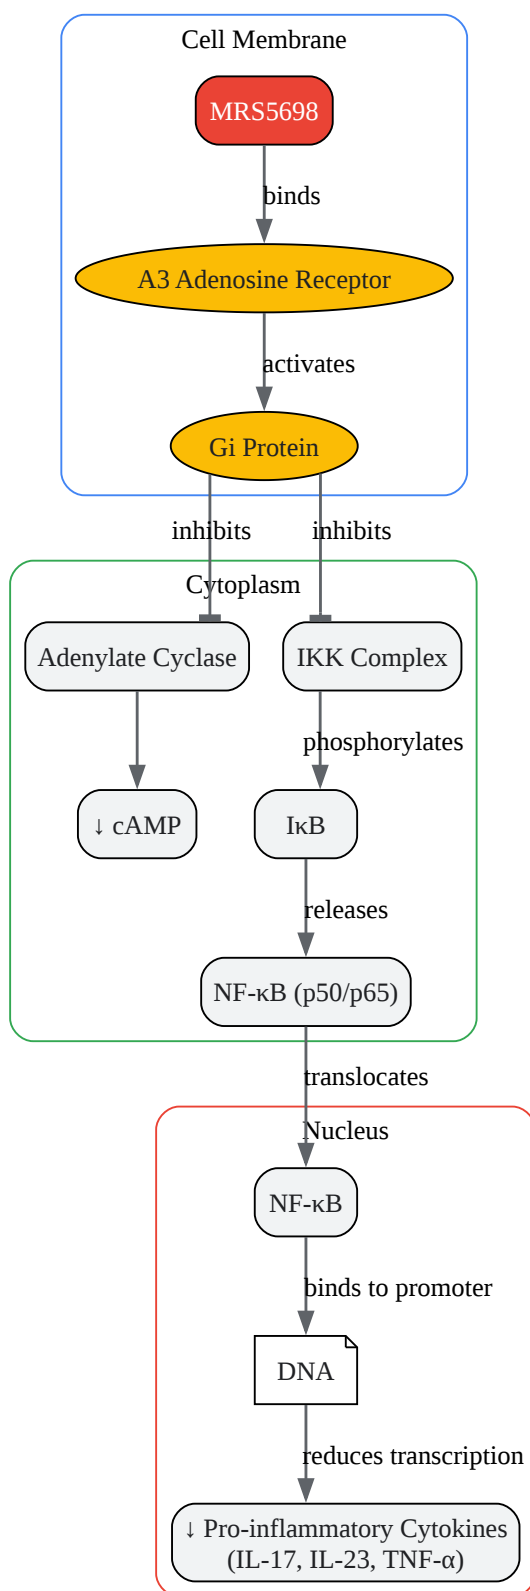 Cell Membrane
MRS5698
binds
A3 Adenosine Receptor
activates
Gi Protein
inhibits
inhibits
Cytoplasm
Adenylate Cyclase
IKK Complex
phosphorylates
↓ cAMP
IκB
releases
NF-κB (p50/p65)
translocates
Nucleus
NF-κB
binds to promoter
DNA
reduces transcription
↓ Pro-inflammatory Cytokines
(IL-17, IL-23, TNF-α)